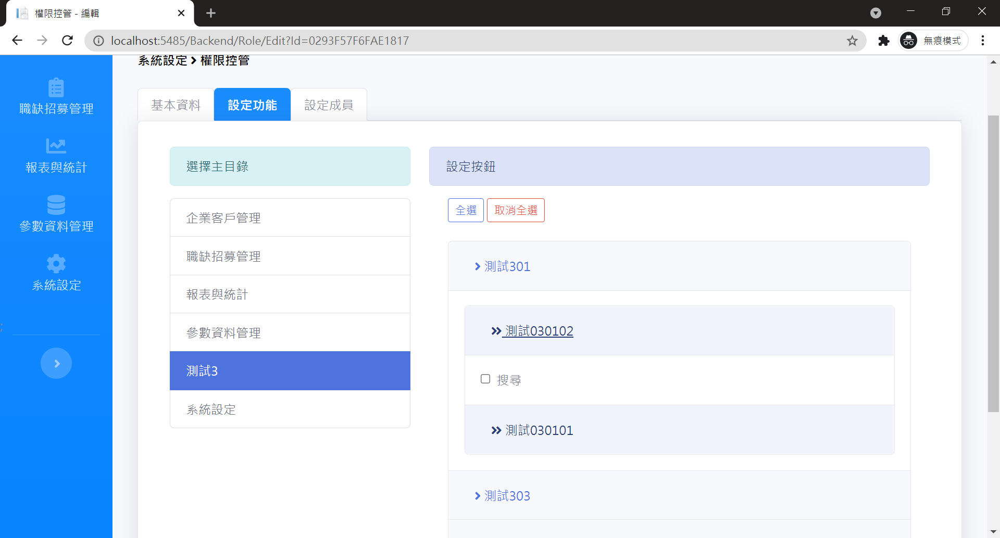 權限控管 - 編輯
localhost:5485/Backend/Role/Edit?Id=0293F57F6FAE1817
無痕模式
系統設定 > 權限控管
職缺招募管理
報表與統計
參數資料管理
系統設定
;
基本資料
設定功能
設定成員
選擇主目錄
企業客戶管理
職缺招募管理
報表與統計
參數資料管理
測試3
系統設定
設定按鈕
全選
取消全選
測試301
測試030102
搜尋
測試030101
測試303